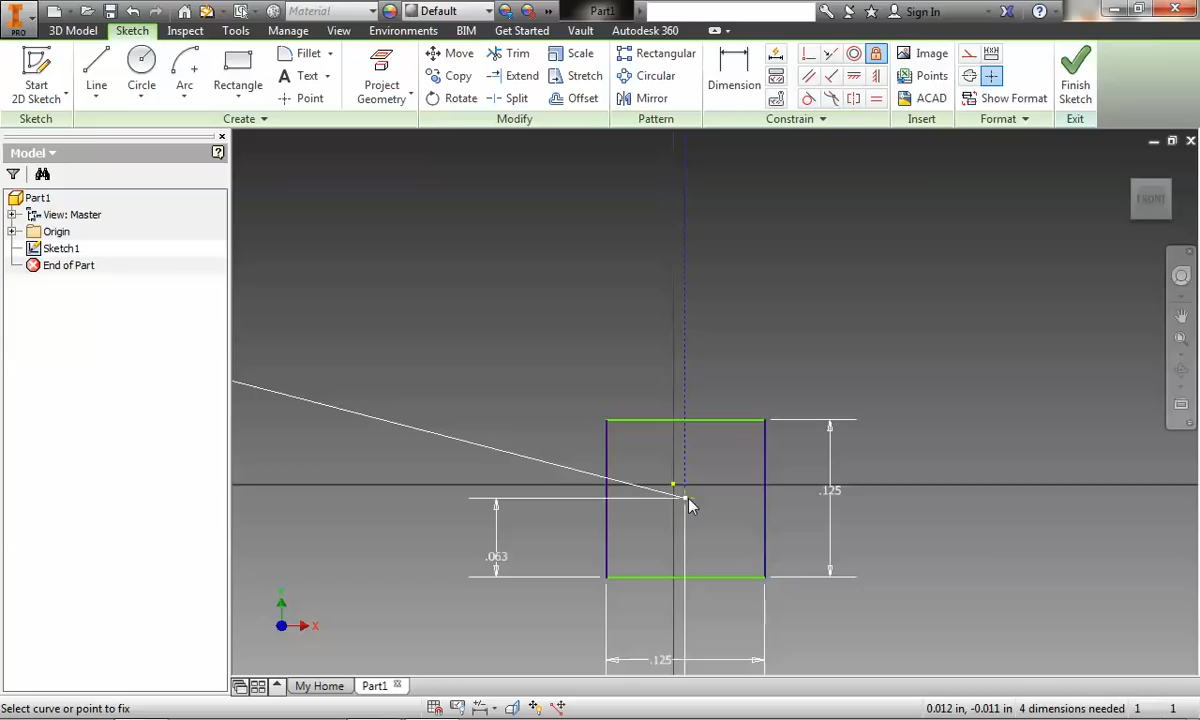 Material
Default
Part1
Sign In
PRO
3D Model Sketch Inspect Tools Manage View Environments BIM Get Started Vault Autodesk 360
Start
2D Sketch
Line
Circle
Arc
Rectangle
Fillet
Text
Point
Project
Geometry
Move Trim Scale
Copy Extend Stretch
Rotate Split Offset
Rectangular
Circular
Mirror
Dimension
Image
Points
ACAD
Show Format
Finish
Sketch
Sketch Create Modify Pattern Constrain Insert Format Exit
Model
Part1
View: Master
Origin
Sketch1
End of Part
FRONT
.125
.063
.125
Y
X
My Home Part1
Select curve or point to fix
0.012 in, -0.011 in 4 dimensions needed 1 1